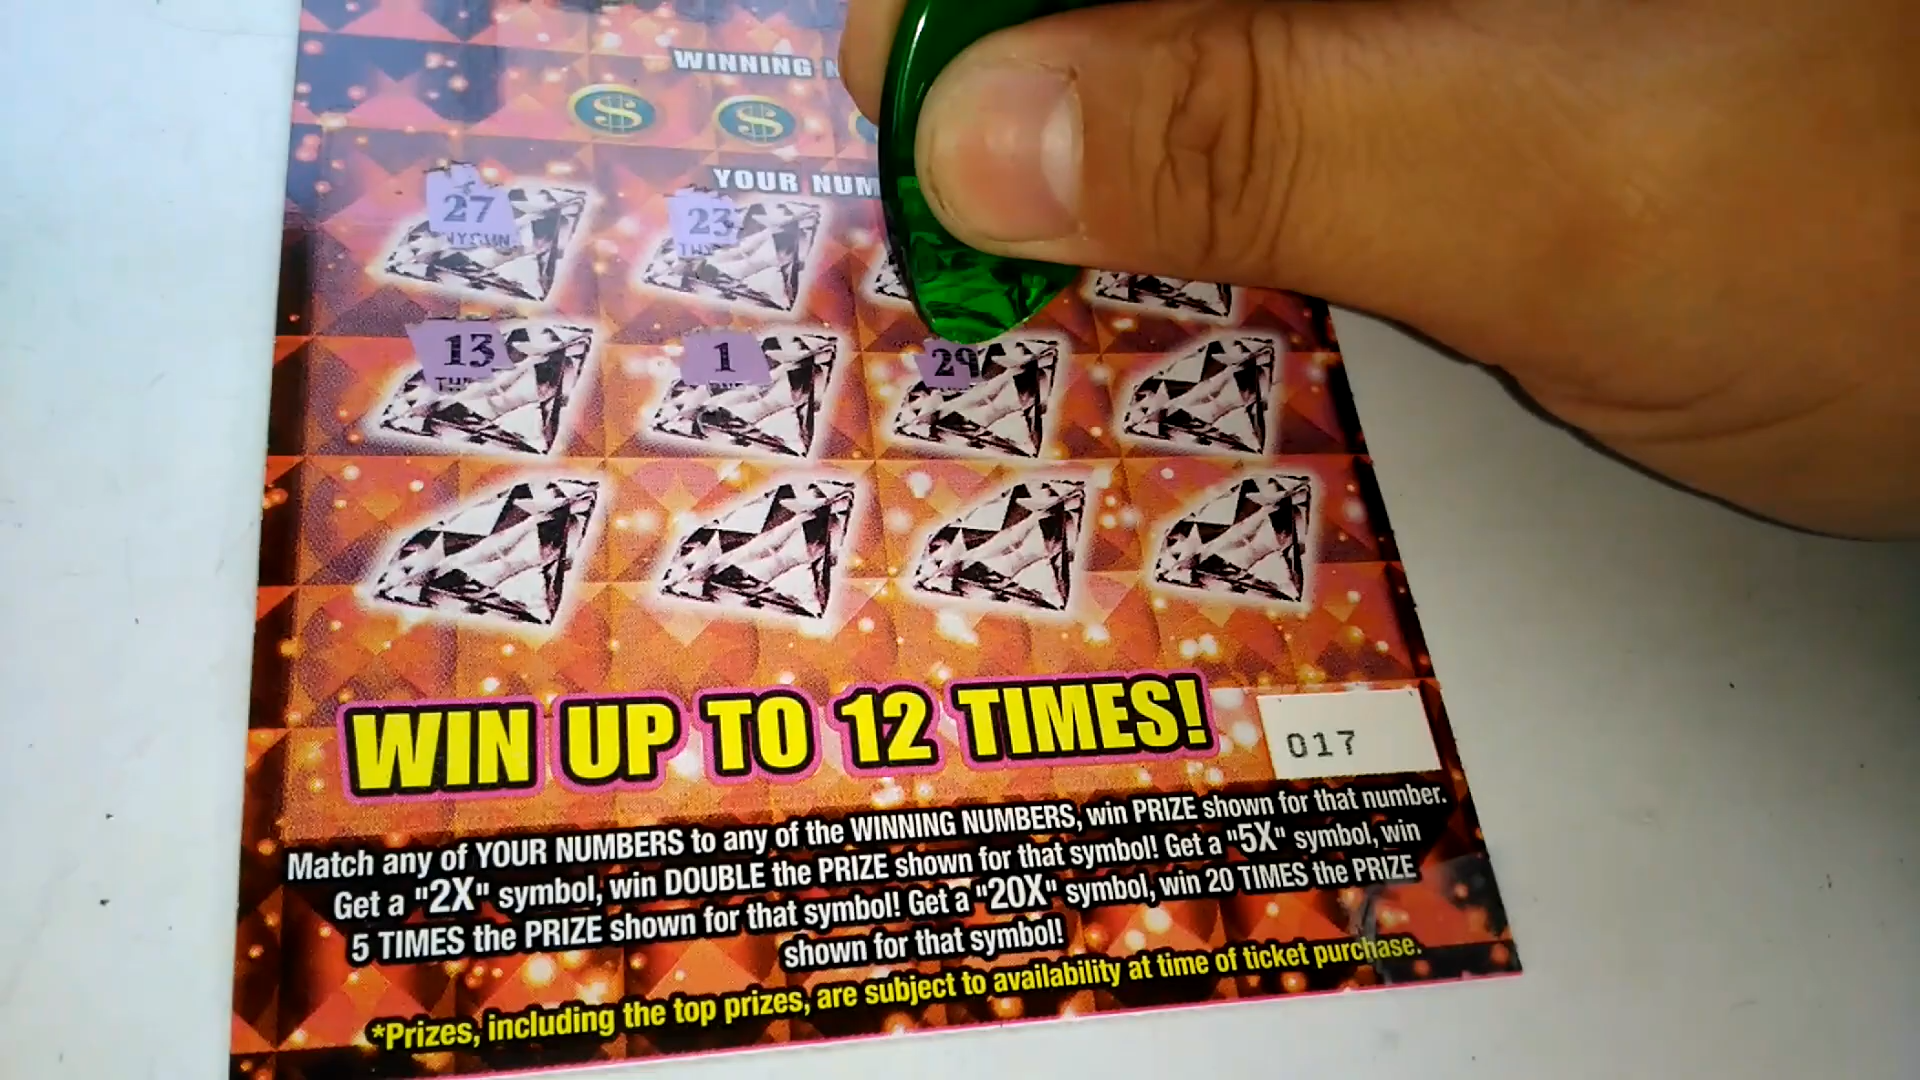 WINNING
$ $
YOUR NUM
27 23
13 1 29
WIN UP TO 12 TIMES!
017
Match any of YOUR NUMBERS to any of the WINNING NUMBERS, win PRIZE shown for that number.
Get a "2X" symbol, win DOUBLE the PRIZE shown for that symbol! Get a "5X" symbol, win
5 TIMES the PRIZE shown for that symbol! Get a "20X" symbol, win 20 TIMES the PRIZE
shown for that symbol!
*Prizes, including the top prizes, are subject to availability at time of ticket purchase.